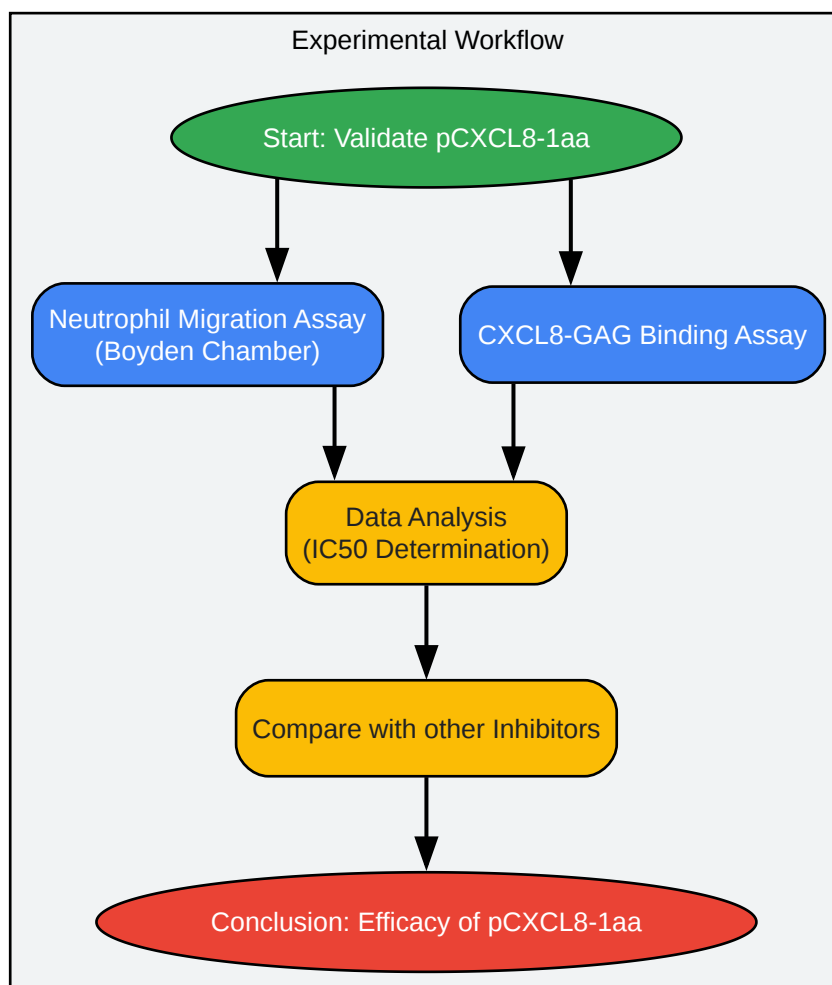 Experimental Workflow
Start: Validate pCXCL8-1aa
Neutrophil Migration Assay
(Boyden Chamber)
CXCL8-GAG Binding Assay
Data Analysis
(IC50 Determination)
Compare with other Inhibitors
Conclusion: Efficacy of pCXCL8-1aa